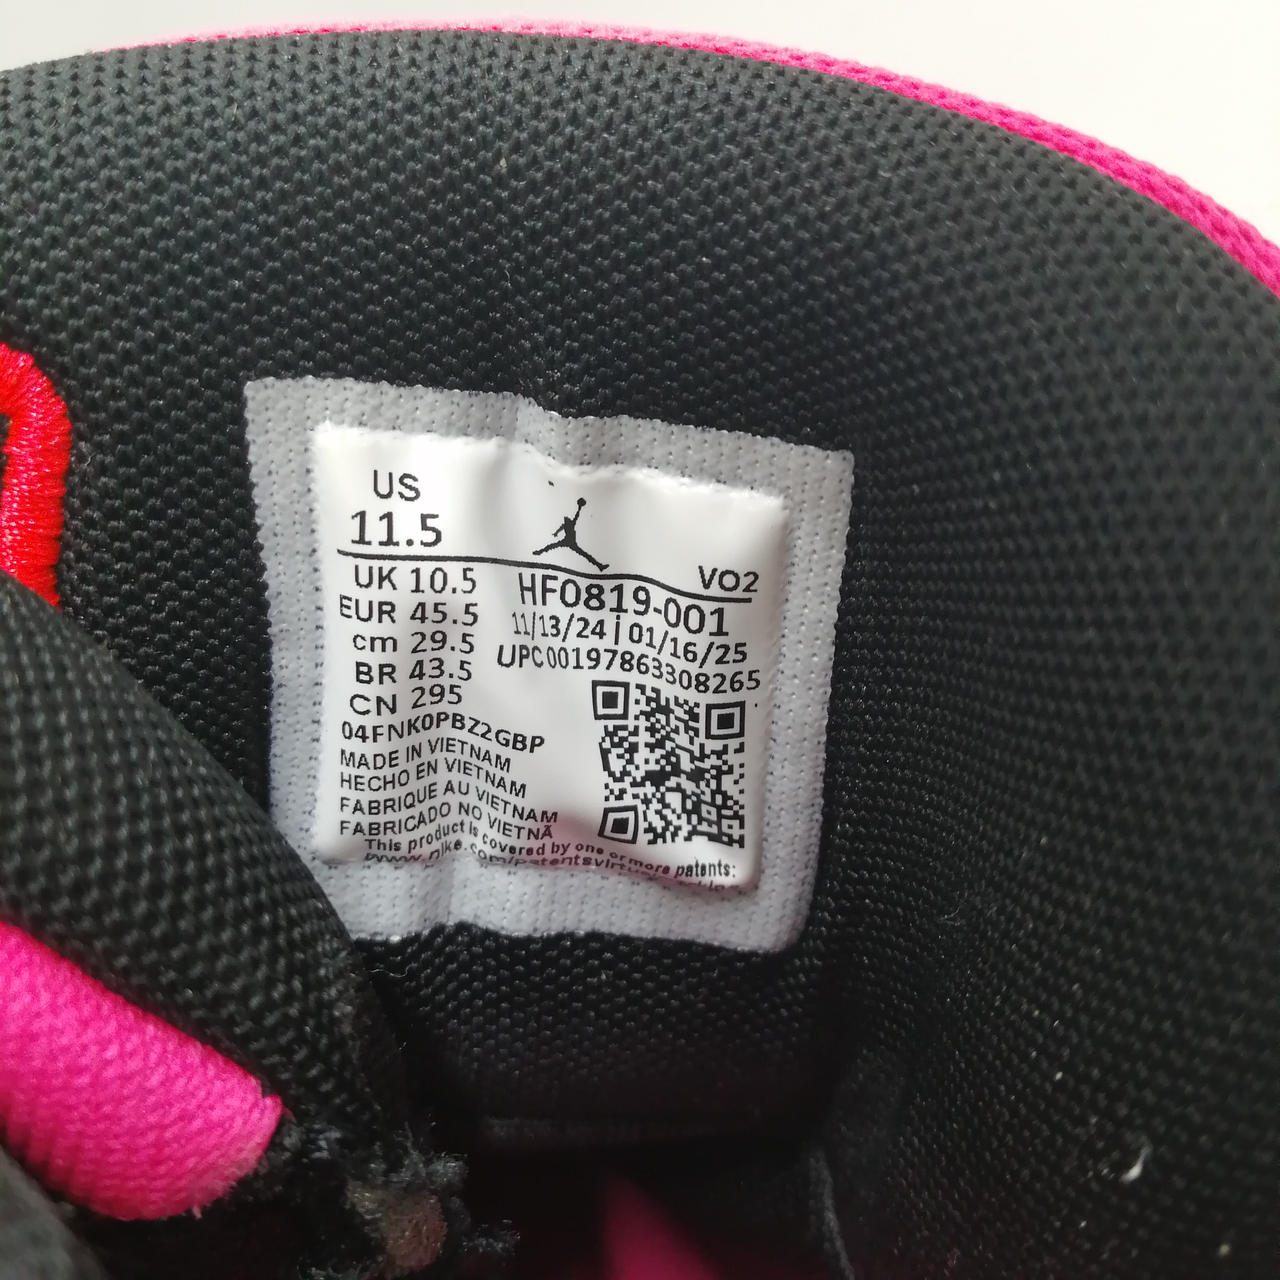 US
11.5
VO2
UK 10.5
EUR 45.5
cm 29.5
BR 43.5
CN 295
HF0819-001
11/13/24 | 01/16/25
UPC001978633308265
04FNK0PBZ2GBP
MADE IN VIETNAM
HECHO EN VIETNAM
FABRIQUE AU VIETNAM
FABRICADO NO VIETNÃ
This product is covered by one or more patents: